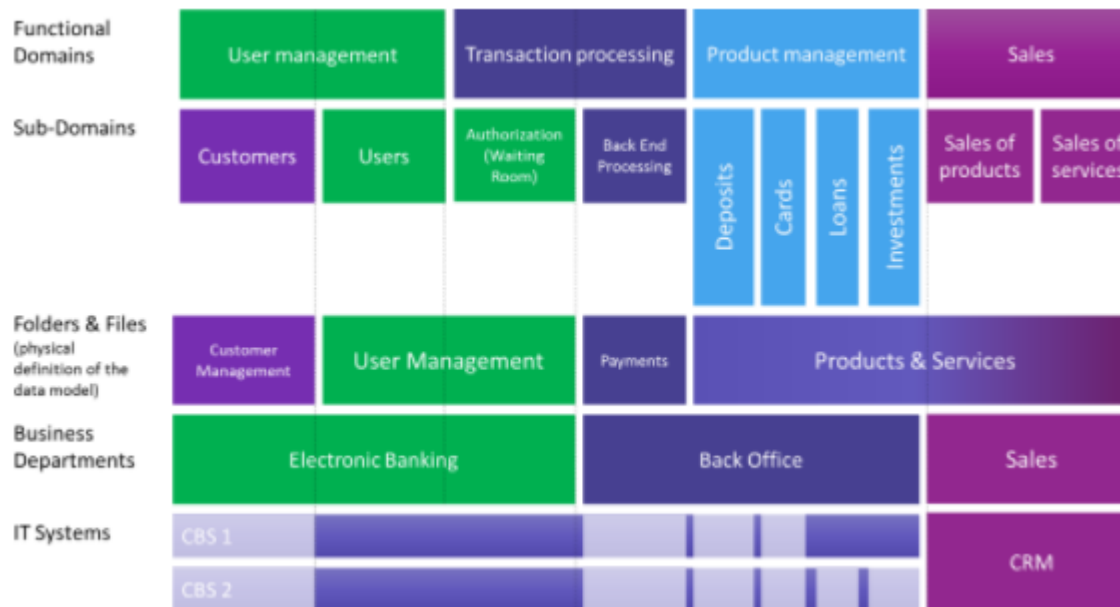 Functional
Domains
User management
Transaction processing
Product management
Sales
Sub-Domains
Customers
Users
Authorization
(Waiting
Room)
Back End
Processing
Deposits
Cards
Loans
Investments
Sales of
products
Sales of
services
Folders & Files
(physical
definition of the
data model)
Customer
Management
User Management
Payments
Products & Services
Business
Departments
Electronic Banking
Back Office
Sales
IT Systems
CBS 1
CRM
CBS 2